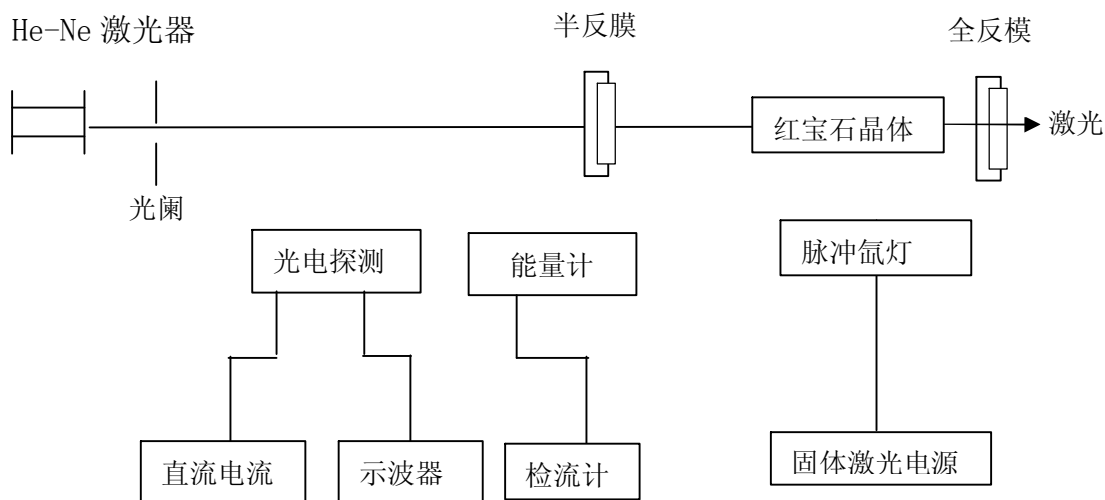 He-Ne 激光器
半反膜
全反模
红宝石晶体
激光
光阑
光电探测
能量计
脉冲氙灯
直流电流
示波器
检流计
固体激光电源